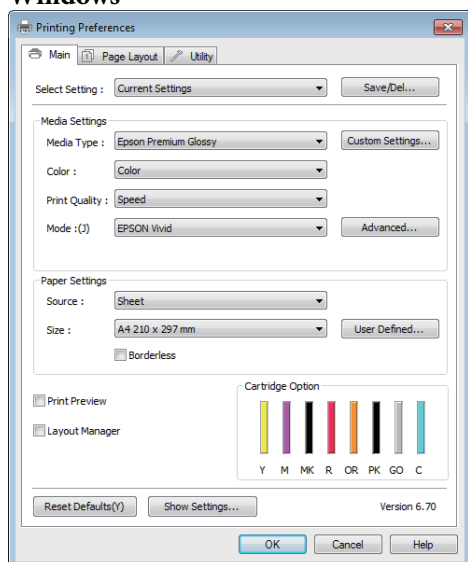 Windows
Printing Preferences
Main Page Layout Utility
Select Setting : Current Settings Save/Del...
Media Settings
Media Type : Epson Premium Glossy Custom Settings...
Color : Color
Print Quality : Speed
Mode :(J) EPSON Vivid Advanced...
Paper Settings
Source : Sheet
Size : A4 210 x 297 mm User Defined...
Borderless
Print Preview
Layout Manager
Cartridge Option
Y M MK R OR PK GO C
Reset Defaults(Y) Show Settings... Version 6.70
OK Cancel Help